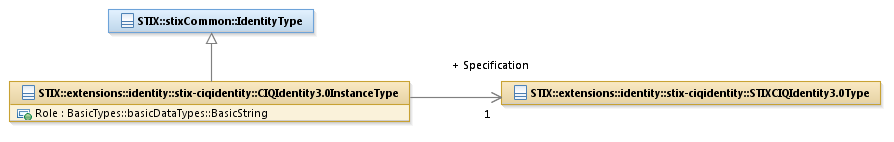 STIX::stixCommon::IdentityType
+ Specification
STIX::extensions::identity::stix-ciqidentity::CIQIdentity3.0InstanceType
STIX::extensions::identity::stix-ciqidentity::STIXCIQIdentity3.0Type
Role : BasicTypes::basicDataTypes::BasicString
1